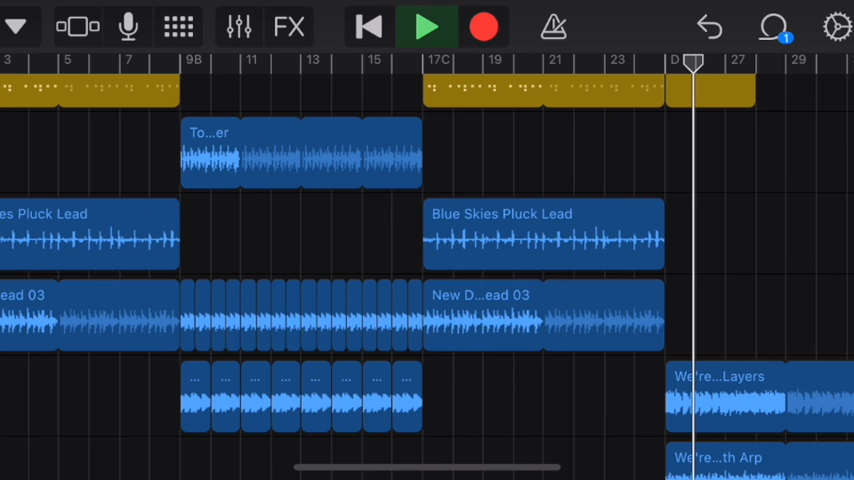 FX
1
3 5 7 9B 11 13 15 17C 19 21 23 D 27 29
To...er
es Pluck Lead
Blue Skies Pluck Lead
ead 03
New D...ead 03
... ... ... ... ... ... ... ...
We're...Layers
We're...th Arp